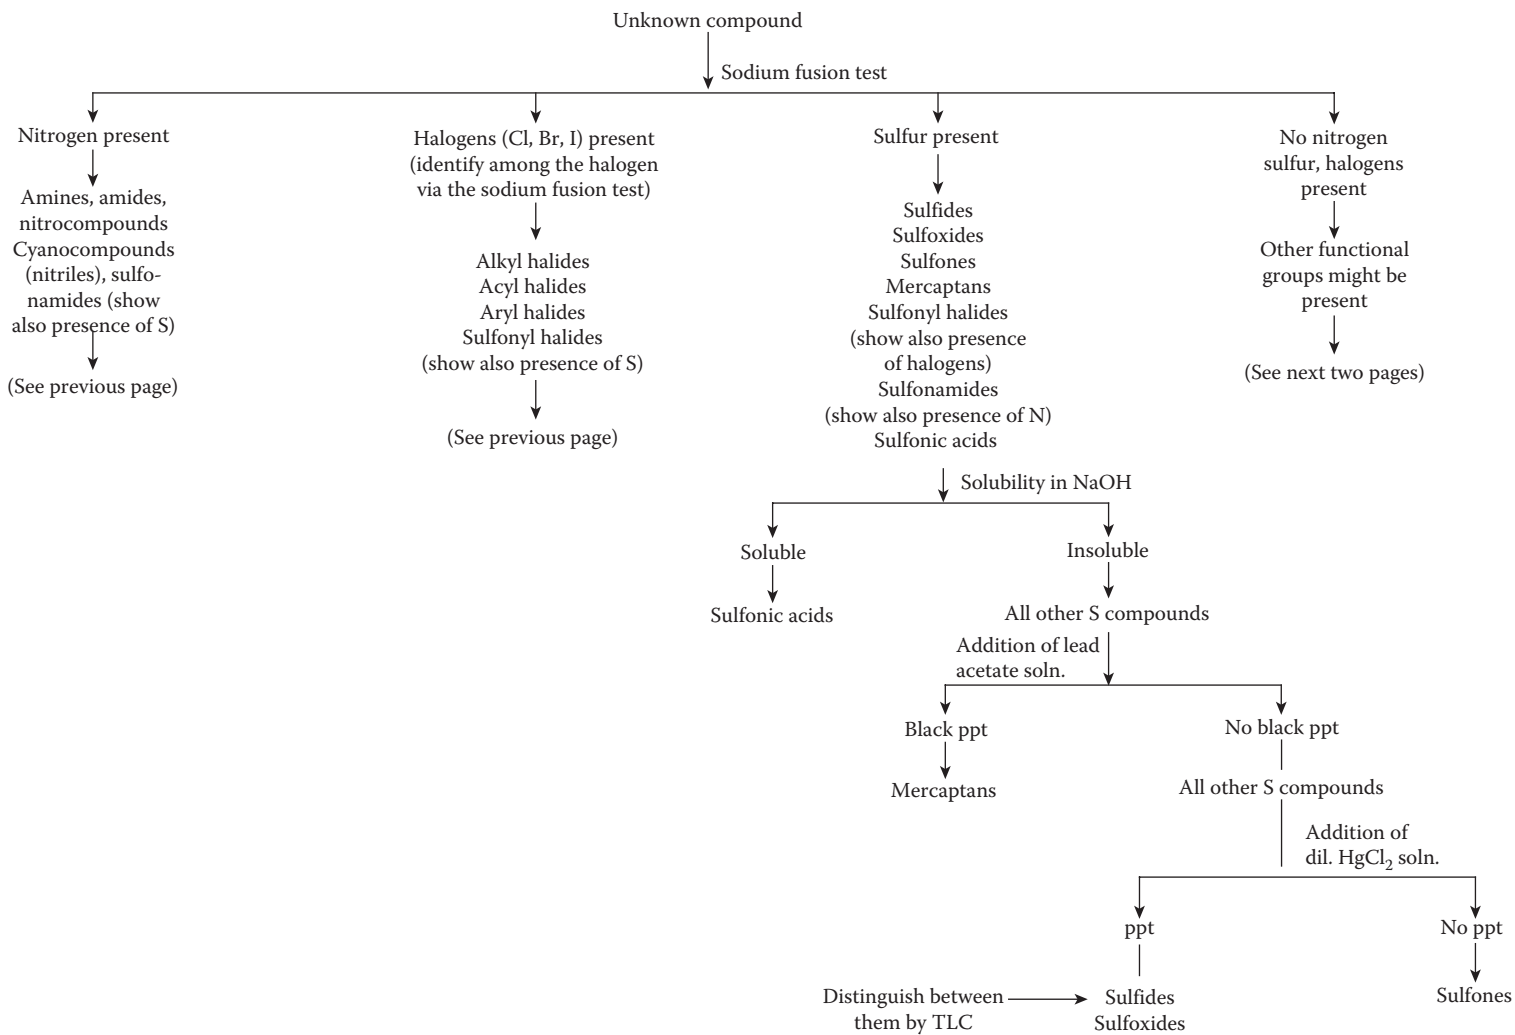 Unknown compound
Sodium fusion test
Nitrogen present
Amines, amides,
nitrocompounds
Cyanocompounds
(nitriles), sulfo-
namides (show
also presence of S)
(See previous page)
Halogens (Cl, Br, I) present
(identify among the halogen
via the sodium fusion test)
Alkyl halides
Acyl halides
Aryl halides
Sulfonyl halides
(show also presence of S)
(See previous page)
Sulfur present
Sulfides
Sulfoxides
Sulfones
Mercaptans
Sulfonyl halides
(show also presence
of halogens)
Sulfonamides
(show also presence of N)
Sulfonic acids
No nitrogen
sulfur, halogens
present
Other functional
groups might be
present
(See next two pages)
Solubility in NaOH
Soluble
Sulfonic acids
Insoluble
All other S compounds
Addition of lead
acetate soln.
Black ppt
Mercaptans
No black ppt
All other S compounds
Addition of
dil. HgCl₂ soln.
ppt
No ppt
Distinguish between
them by TLC
Sulfides
Sulfoxides
Sulfones